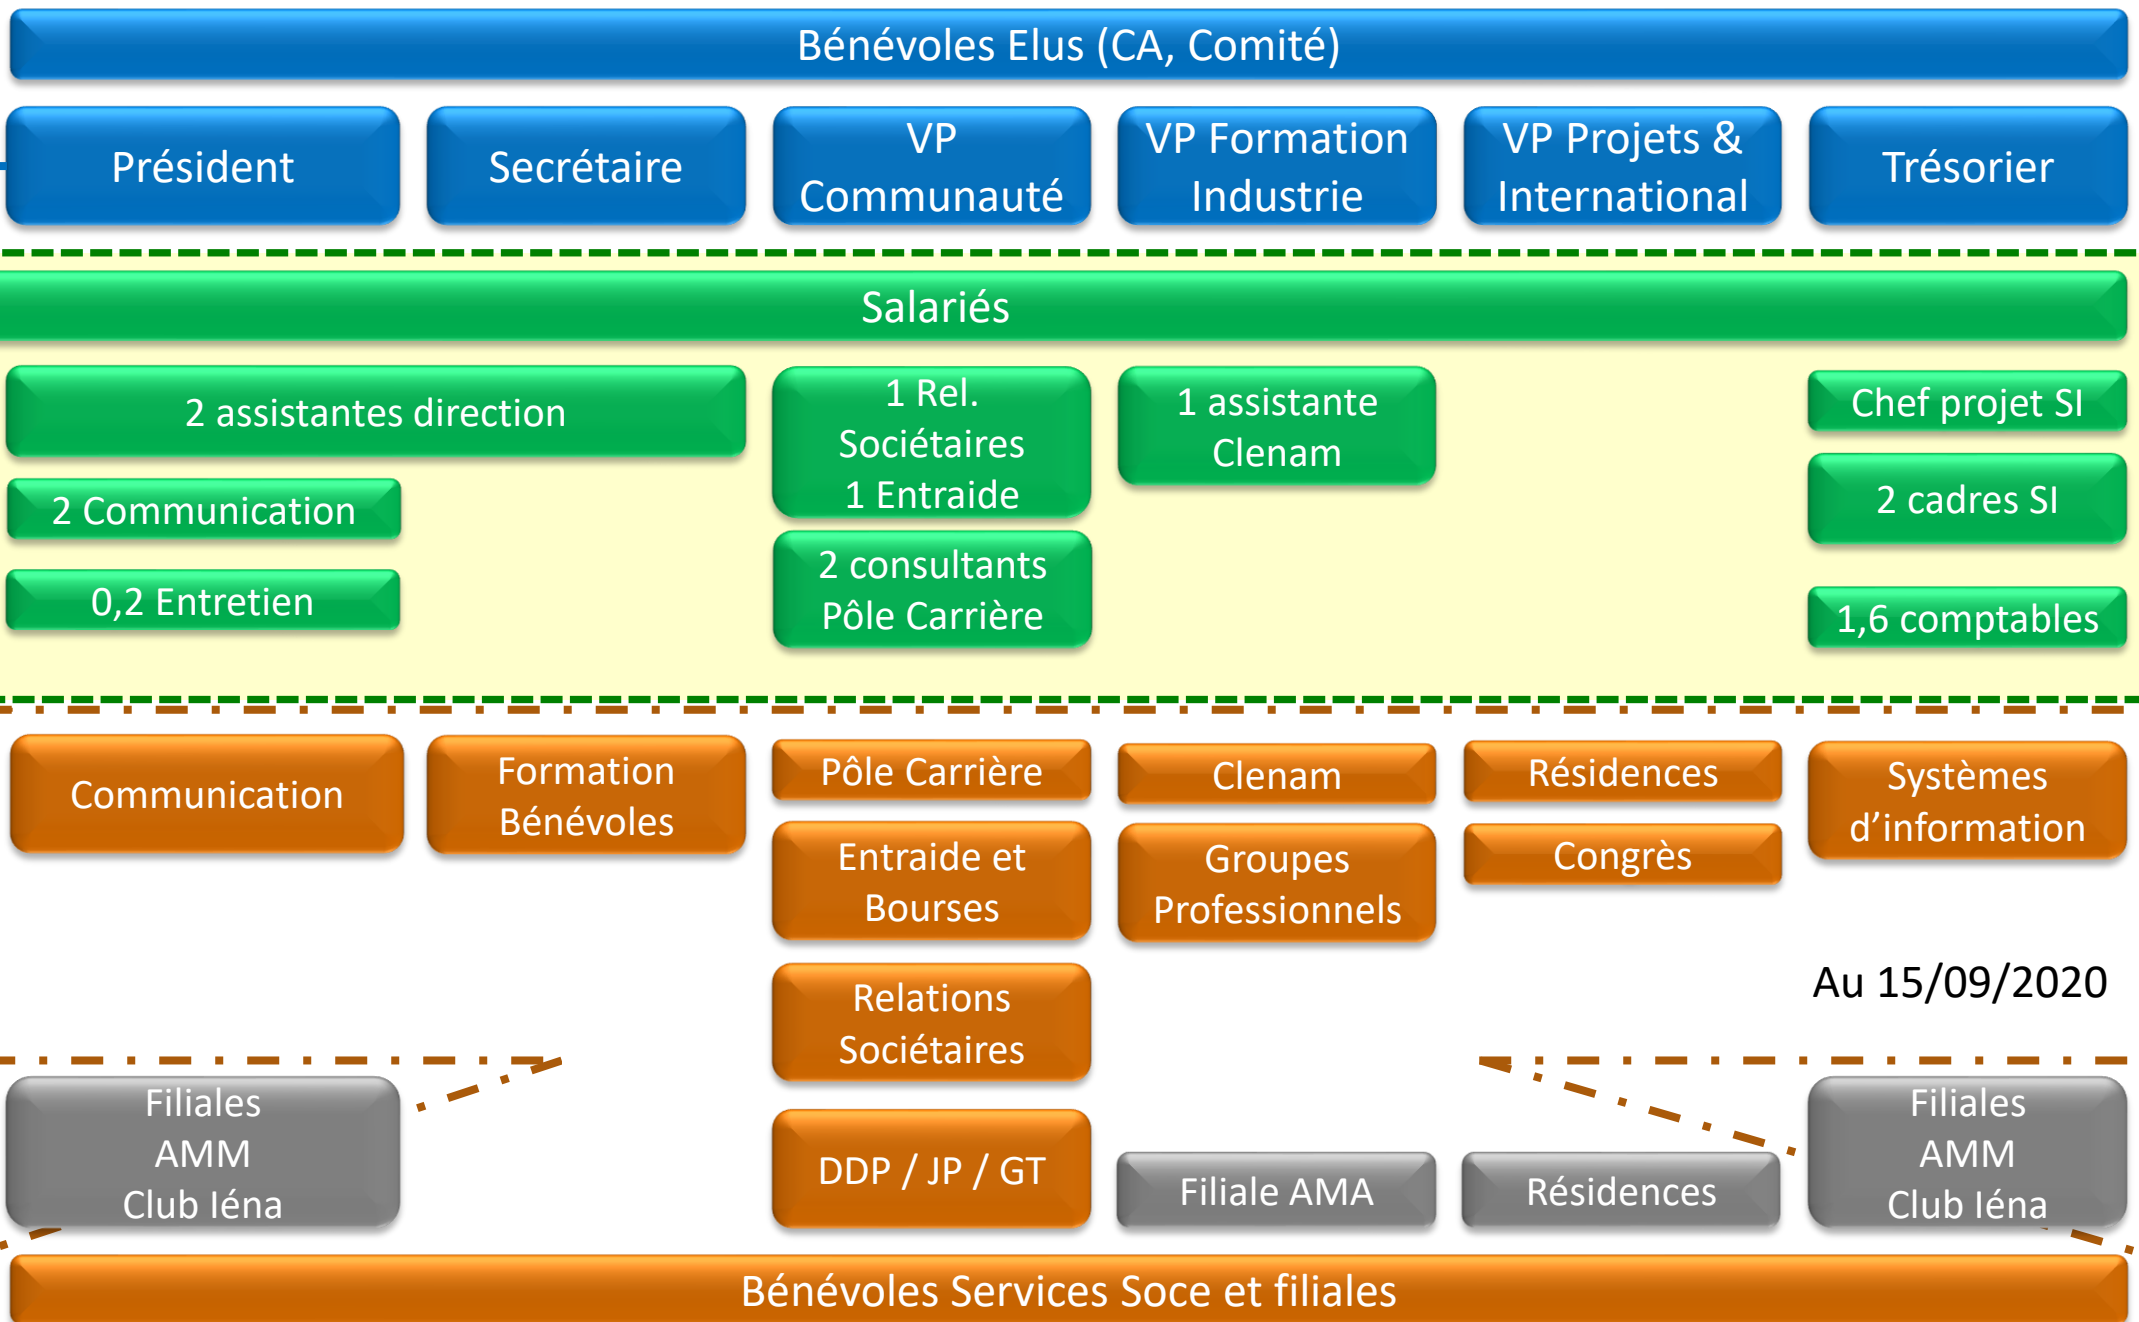 Bénévoles Elus (CA, Comité)
Président
Secrétaire
VP
Communauté
VP Formation
Industrie
VP Projets &
International
Trésorier
Salariés
2 assistantes direction
2 Communication
0,2 Entretien
1 Rel.
Sociétaires
1 Entraide
2 consultants
Pôle Carrière
1 assistante
Clenam
Chef projet SI
2 cadres SI
1,6 comptables
Communication
Formation
Bénévoles
Pôle Carrière
Entraide et
Bourses
Relations
Sociétaires
DDP / JP / GT
Clenam
Groupes
Professionnels
Résidences
Congrès
Systèmes
d’information
Au 15/09/2020
Filiales
AMM
Club Iéna
Filiale AMA
Résidences
Filiales
AMM
Club Iéna
Bénévoles Services Soce et filiales